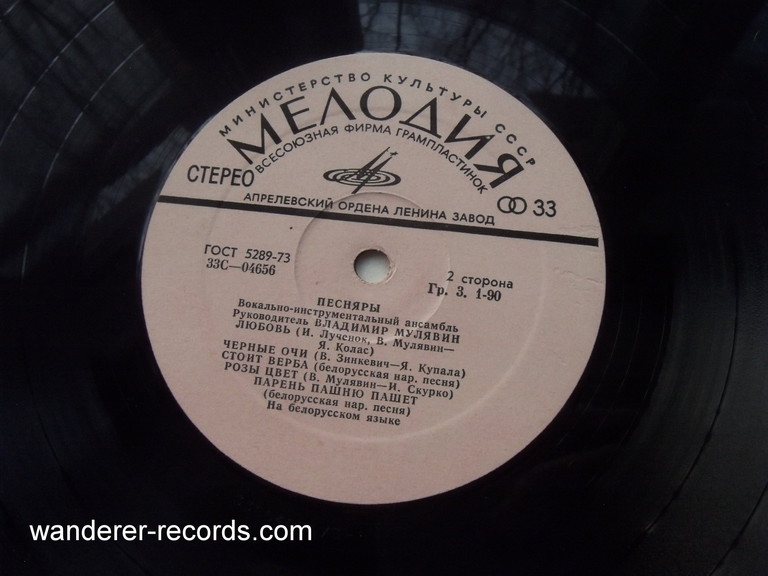 МИНИСТЕРСТВО КУЛЬТУРЫ СССР
МЕЛОДИЯ
ВСЕСОЮЗНАЯ ФИРМА ГРАМПЛАСТИНОК
СТЕРЕО
33
АПРЕЛЕВСКИЙ ОРДЕНА ЛЕНИНА ЗАВОД
ГОСТ 5289-73
33С—04656
2 сторона
Гр. 3. 1-90
ПЕСНЯРЫ
Вокально-инструментальный ансамбль
Руководитель ВЛАДИМИР МУЛЯВИН
ЛЮБОВЬ (И. Лученок, В. Мулявин—
Я. Колас)
ЧЕРНЫЕ ОЧИ (В. Зинкевич—Я. Купала)
СТОИТ ВЕРБА (белорусская нар. песня)
РОЗЫ ЦВЕТ (В. Мулявин—И. Скурко)
ПАРЕНЬ ПАШНЮ ПАШЕТ
(белорусская нар. песня)
На белорусском языке
wanderer-records.com